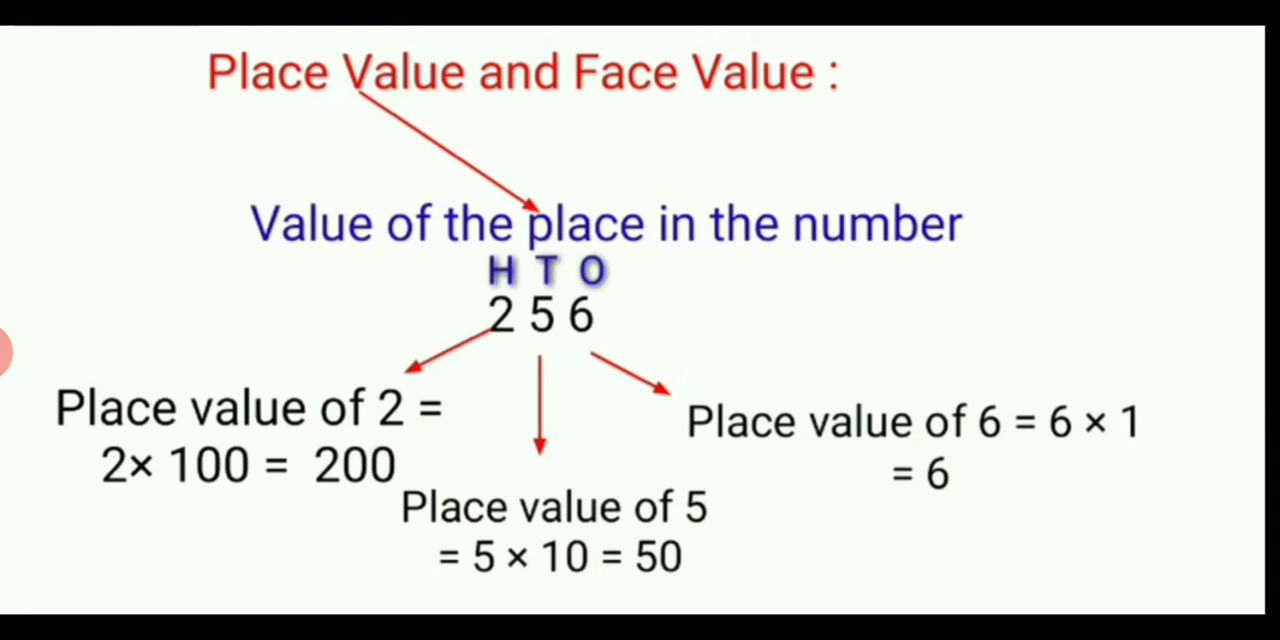 Place Value and Face Value :
Value of the place in the number
H T O
2 5 6
Place value of 2 =
2× 100 = 200
Place value of 5
= 5 × 10 = 50
Place value of 6 = 6 × 1
= 6